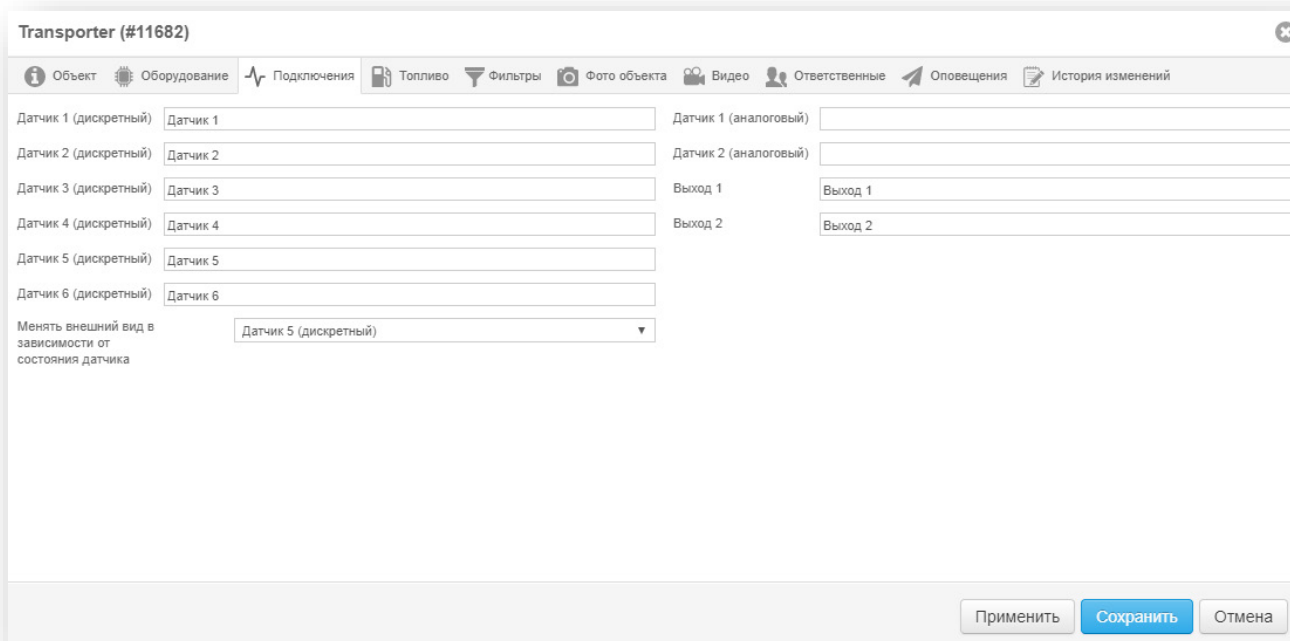 Transporter (#11682)
Объект Оборудование Подключения Топливо Фильтры Фото объекта Видео Ответственные Оповещения История изменений
Датчик 1 (дискретный) Датчик 1 Датчик 1 (аналоговый)
Датчик 2 (дискретный) Датчик 2 Датчик 2 (аналоговый)
Датчик 3 (дискретный) Датчик 3 Выход 1 Выход 1
Датчик 4 (дискретный) Датчик 4 Выход 2 Выход 2
Датчик 5 (дискретный) Датчик 5
Датчик 6 (дискретный) Датчик 6
Менять внешний вид в
зависимости от
состояния датчика
Датчик 5 (дискретный)
Применить Сохранить Отмена